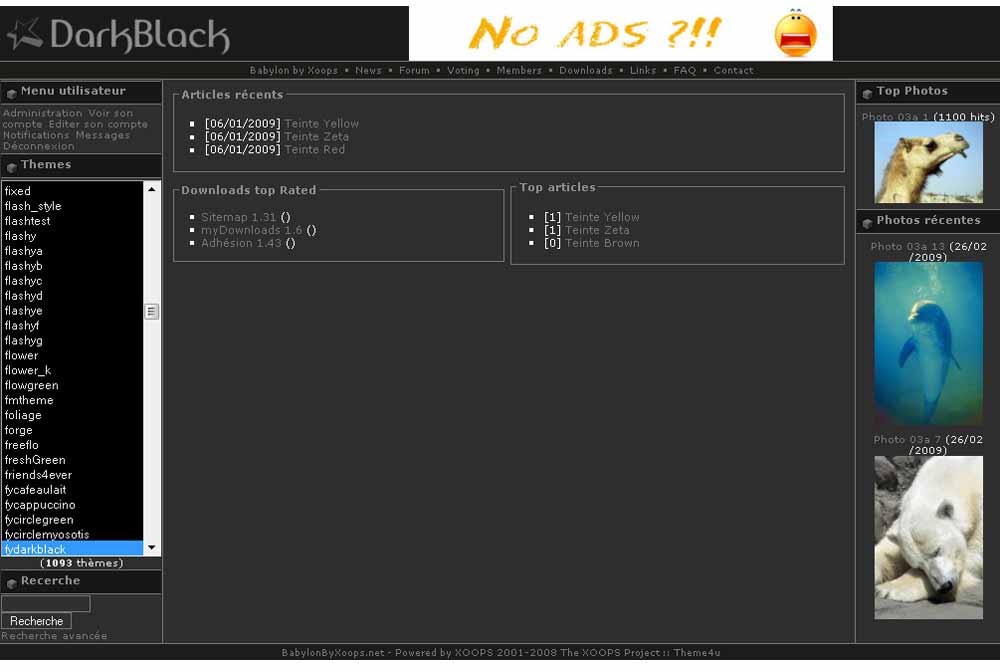 DarkBlack
No ADS ?!!
Babylon by Xoops • News • Forum • Voting • Members • Downloads • Links • FAQ • Contact
Menu utilisateur
Administration Voir son
compte Editer son compte
Notifications Messages
Déconnexion
Themes
fixed
flash_style
flashtest
flashy
flashya
flashyb
flashyc
flashyd
flashye
flashyf
flashyg
flower
flower_k
flowgreen
fmtheme
foliage
forge
freeflo
freshGreen
friends4ever
fycafeaulait
fycappuccino
fycirclegreen
fycirclemyosotis
fydarkblack
(1093 thèmes)
Recerche
Recherche
Recherche avancée
Articles récents
[06/01/2009] Teinte Yellow
[06/01/2009] Teinte Zeta
[06/01/2009] Teinte Red
Downloads top Rated
Sitemap 1.31 ()
myDownloads 1.6 ()
Adhésion 1.43 ()
Top articles
[1] Teinte Yellow
[1] Teinte Zeta
[0] Teinte Brown
Top Photos
Photo 03a 1 (1100 hits)
Photos récentes
Photo 03a 13 (26/02
/2009)
Photo 03a 7 (26/02
/2009)
BabylonByXoops.net - Powered by XOOPS 2001-2008 The XOOPS Project :: Theme4u